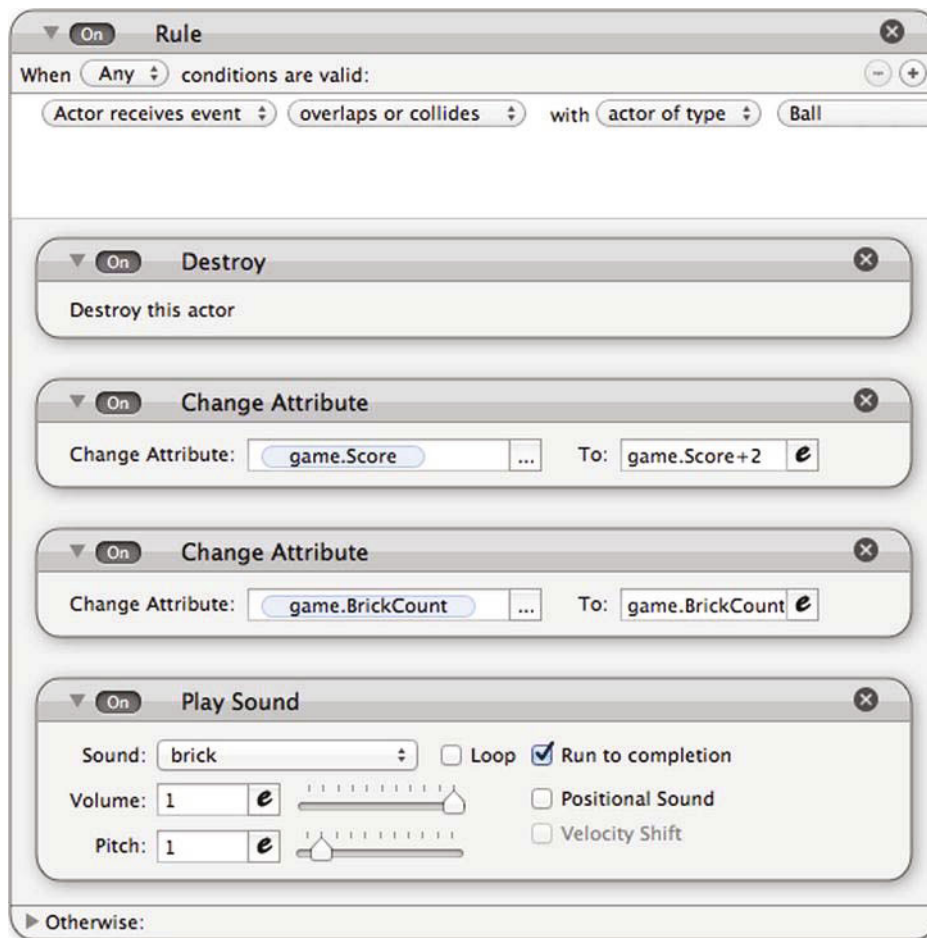 On Rule
When Any conditions are valid:
Actor receives event overlaps or collides with actor of type Ball
On Destroy
Destroy this actor
On Change Attribute
Change Attribute: game.Score ... To: game.Score+2 e
On Change Attribute
Change Attribute: game.BrickCount ... To: game.BrickCount e
On Play Sound
Sound: brick Loop Run to completion
Volume: 1 e Positional Sound
Pitch: 1 e Velocity Shift
Otherwise: